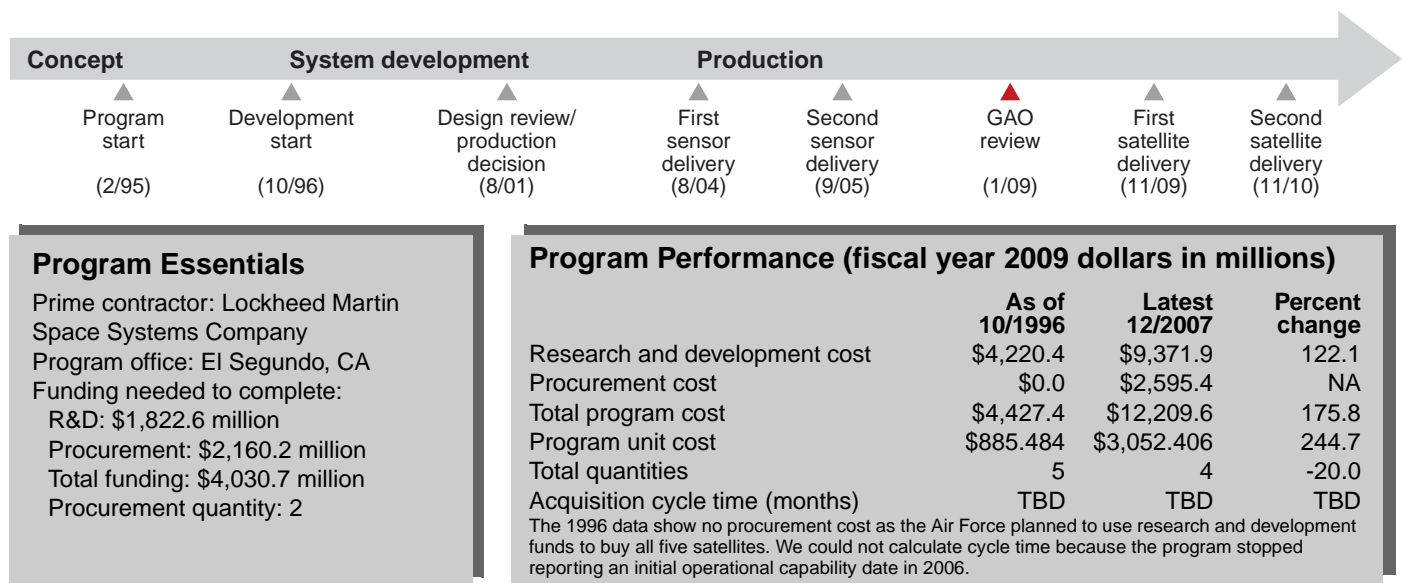 Concept System development Production
Program start (2/95)
Development start (10/96)
Design review/ production decision (8/01)
First sensor delivery (8/04)
Second sensor delivery (9/05)
GAO review (1/09)
First satellite delivery (11/09)
Second satellite delivery (11/10)
Program Essentials
Prime contractor: Lockheed Martin
Space Systems Company
Program office: El Segundo, CA
Funding needed to complete:
R&D: $1,822.6 million
Procurement: $2,160.2 million
Total funding: $4,030.7 million
Procurement quantity: 2
Program Performance (fiscal year 2009 dollars in millions)
As of Latest Percent
10/1996 12/2007 change
Research and development cost $4,220.4 $9,371.9 122.1
Procurement cost $0.0 $2,595.4 NA
Total program cost $4,427.4 $12,209.6 175.8
Program unit cost $885.484 $3,052.406 244.7
Total quantities 5 4 -20.0
Acquisition cycle time (months) TBD TBD TBD
The 1996 data show no procurement cost as the Air Force planned to use research and development
funds to buy all five satellites. We could not calculate cycle time because the program stopped
reporting an initial operational capability date in 2006.